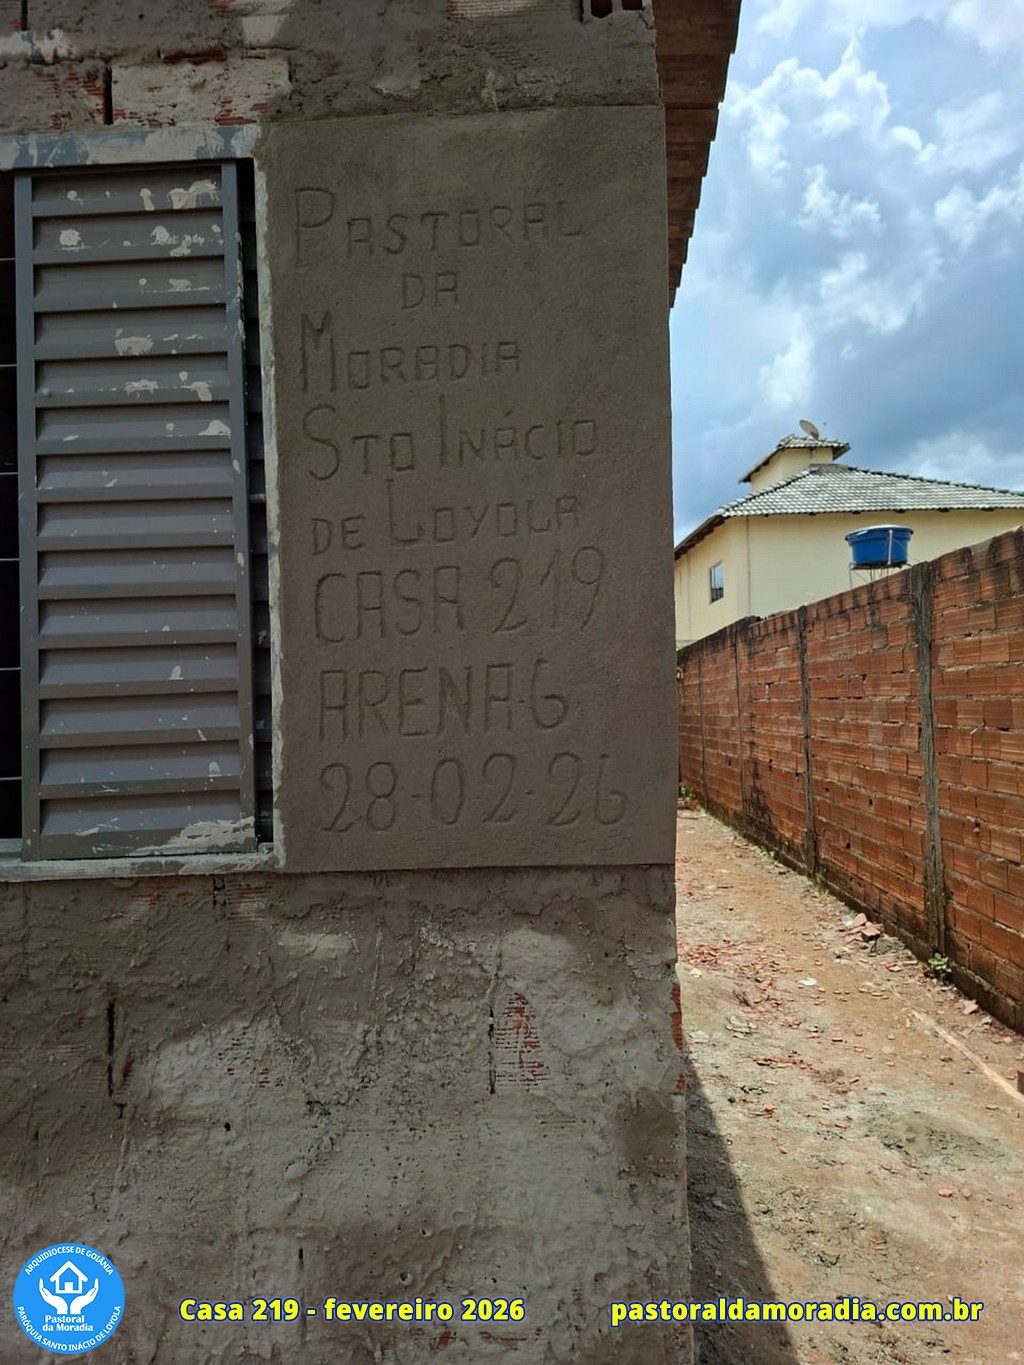 PASTORAL
DA
MORADIA
STO INÁCIO
DE LOYOLA
CASA 219
ARENA-6
28-02-26
ARQUIDIOCESE DE GOIÂNIA
Pastoral
da Moradia
PARÓQUIA SANTO INÁCIO DE LOYOLA
Casa 219 - fevereiro 2026
pastoraldamoradia.com.br